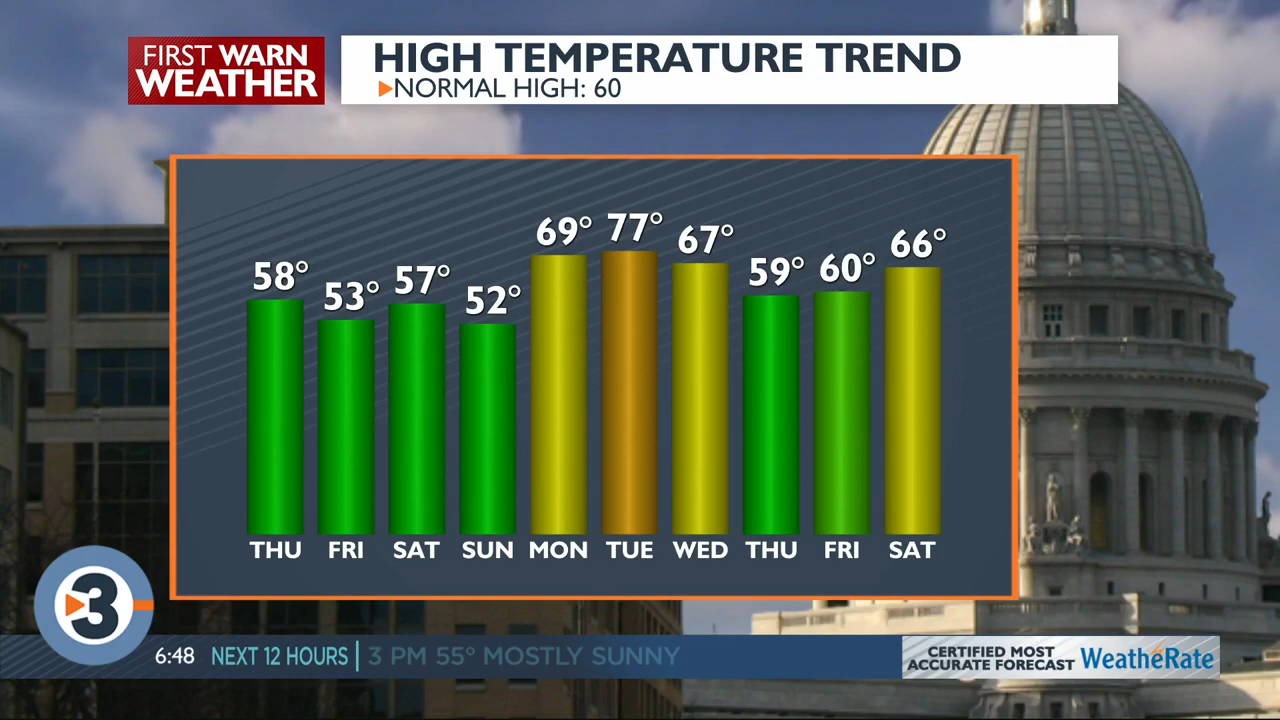 FIRST WARN
WEATHER
HIGH TEMPERATURE TREND
NORMAL HIGH: 60
58° 53° 57° 52° 69° 77° 67° 59° 60° 66°
THU FRI SAT SUN MON TUE WED THU FRI SAT
3
6:48 NEXT 12 HOURS 3 PM 55° MOSTLY SUNNY
CERTIFIED MOST
ACCURATE FORECAST
WeatheRate